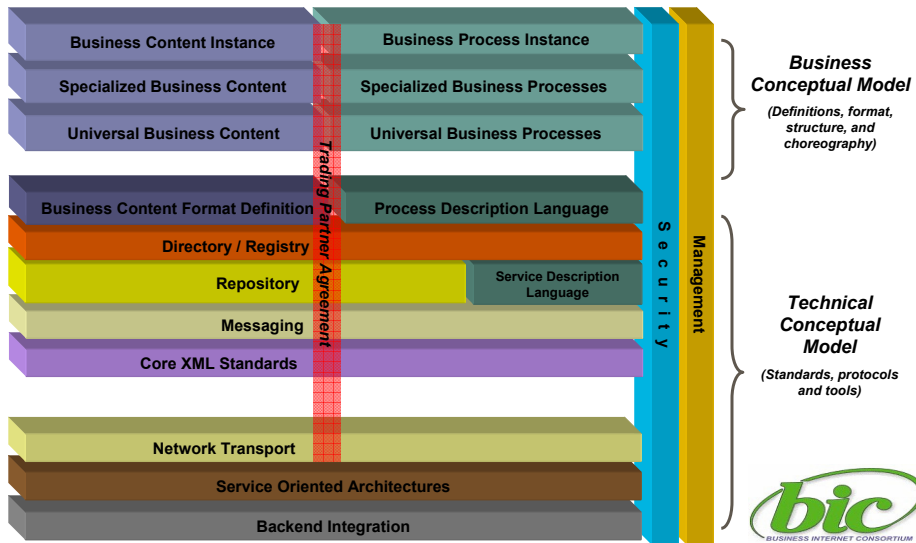 Business Content Instance
Business Process Instance
Specialized Business Content
Specialized Business Processes
Universal Business Content
Universal Business Processes
Trading Partner Agreement
Business Content Format Definition
Process Description Language
Directory / Registry
Repository
Service Description
Language
Messaging
Core XML Standards
Network Transport
Service Oriented Architectures
Backend Integration
Security
Management
Business
Conceptual Model
(Definitions, format,
structure, and
choreography)
Technical
Conceptual
Model
(Standards, protocols
and tools)
bic
BUSINESS INTERNET CONSORTIUM